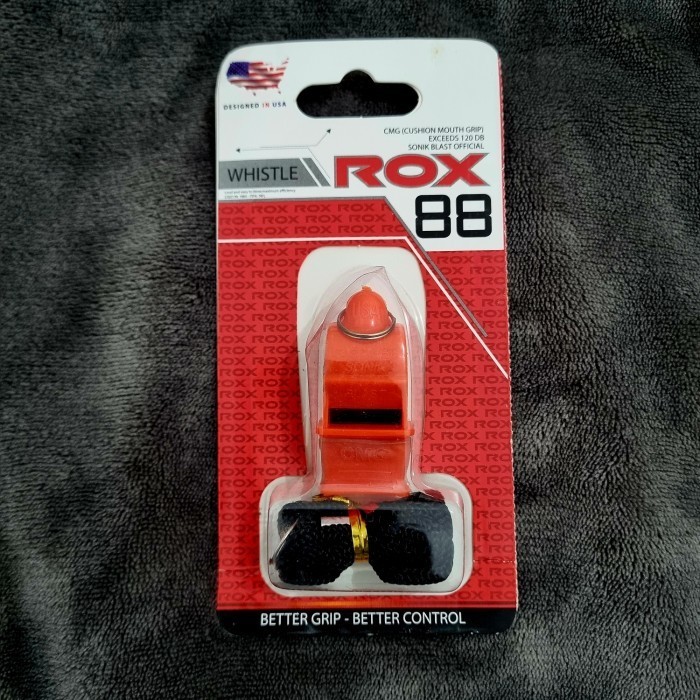 DESIGNED IN USA
CMG (CUSHION MOUTH GRIP)
EXCEEDS 120 DB
SONIK BLAST OFFICIAL
WHISTLE
ROX
88
BETTER GRIP - BETTER CONTROL